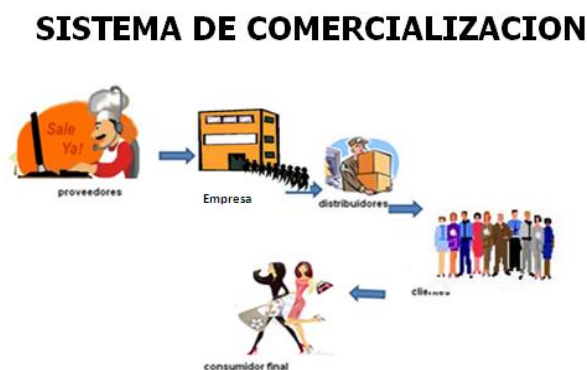 SISTEMA DE COMERCIALIZACION
Sale
Ya!
proveedores
Empresa
distribuidores
consumidor final